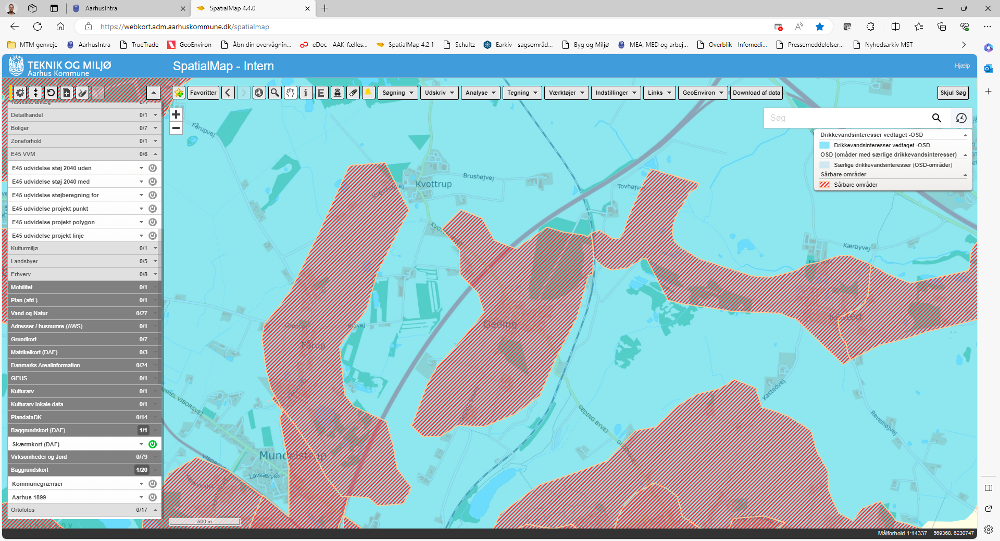 AarhusIntra
SpatialMap 4.4.0
https://webkort.adm.aarhuskommune.dk/spatialmap
MTM genveje
AarhusIntra
TrueTrade
GeoEnviron
Åbn din overvågnin...
eDoc - AAK-fælles...
SpatialMap 4.2.1
Schultz
Earkiv - sagsområd...
Byg og Miljø
MEA, MED og arbej...
Overblik - Infomedi...
Pressemeddelelser...
Nyhedsarkiv MST
TEKNIK OG MILJØ
Aarhus Kommune
SpatialMap - Intern
Hjælp
Favoritter
E
Søgning
Udskriv
Analyse
Tegning
Værktøjer
Indstillinger
Links
GeoEnviron
Download af data
Skjul Søg
Søg
Drikkevandsinteresser vedtaget -OSD
Drikkevandsinteresser vedtaget -OSD
OSD (omåder med særlige drikkevandsinteresser)
Særlige drikkevandsinteresser (OSD-områder)
Sårbare områder
Sårbare områder
Tekniske anlæg 0/7
Detailhandel 0/1
Boliger 0/7
Zoneforhold 0/1
E45 VVM 0/6
E45 udvidelse støj 2040 uden
E45 udvidelse støj 2040 med
E45 udvidelse støjberegning for
E45 udvidelse projekt punkt
E45 udvidelse projekt polygon
E45 udvidelse projekt linje
Kulturmiljø 0/1
Landsbyer 0/5
Erhverv 0/8
Mobilitet 0/1
Plan (afd.) 0/1
Vand og Natur 0/27
Adresser / husnumre (AWS) 0/1
Grundkort 0/7
Matrikelkort (DAF) 0/3
Danmarks Arealinformation 0/24
GEUS 0/1
Kulturarv 0/1
Kulturarv lokale data 0/1
PlandataDK 0/14
Baggrundskort (DAF) 1/1
Skærmkort (DAF)
Virksomheder og Jord 0/79
Baggrundskort 1/20
Kommunegrænser
Aarhus 1899
Ortofotos 0/17
Fårupvej
Kvottrup
Brushøjvej
Tovhøjvej
Kærbyvej
Geding
Fårup
Kasted
Kastedvej
Revelhøjvej
GEDING BYVEJ
Mundelstrup
Lovkærvej
500 m
Målforhold 1:14337 569368, 6230747